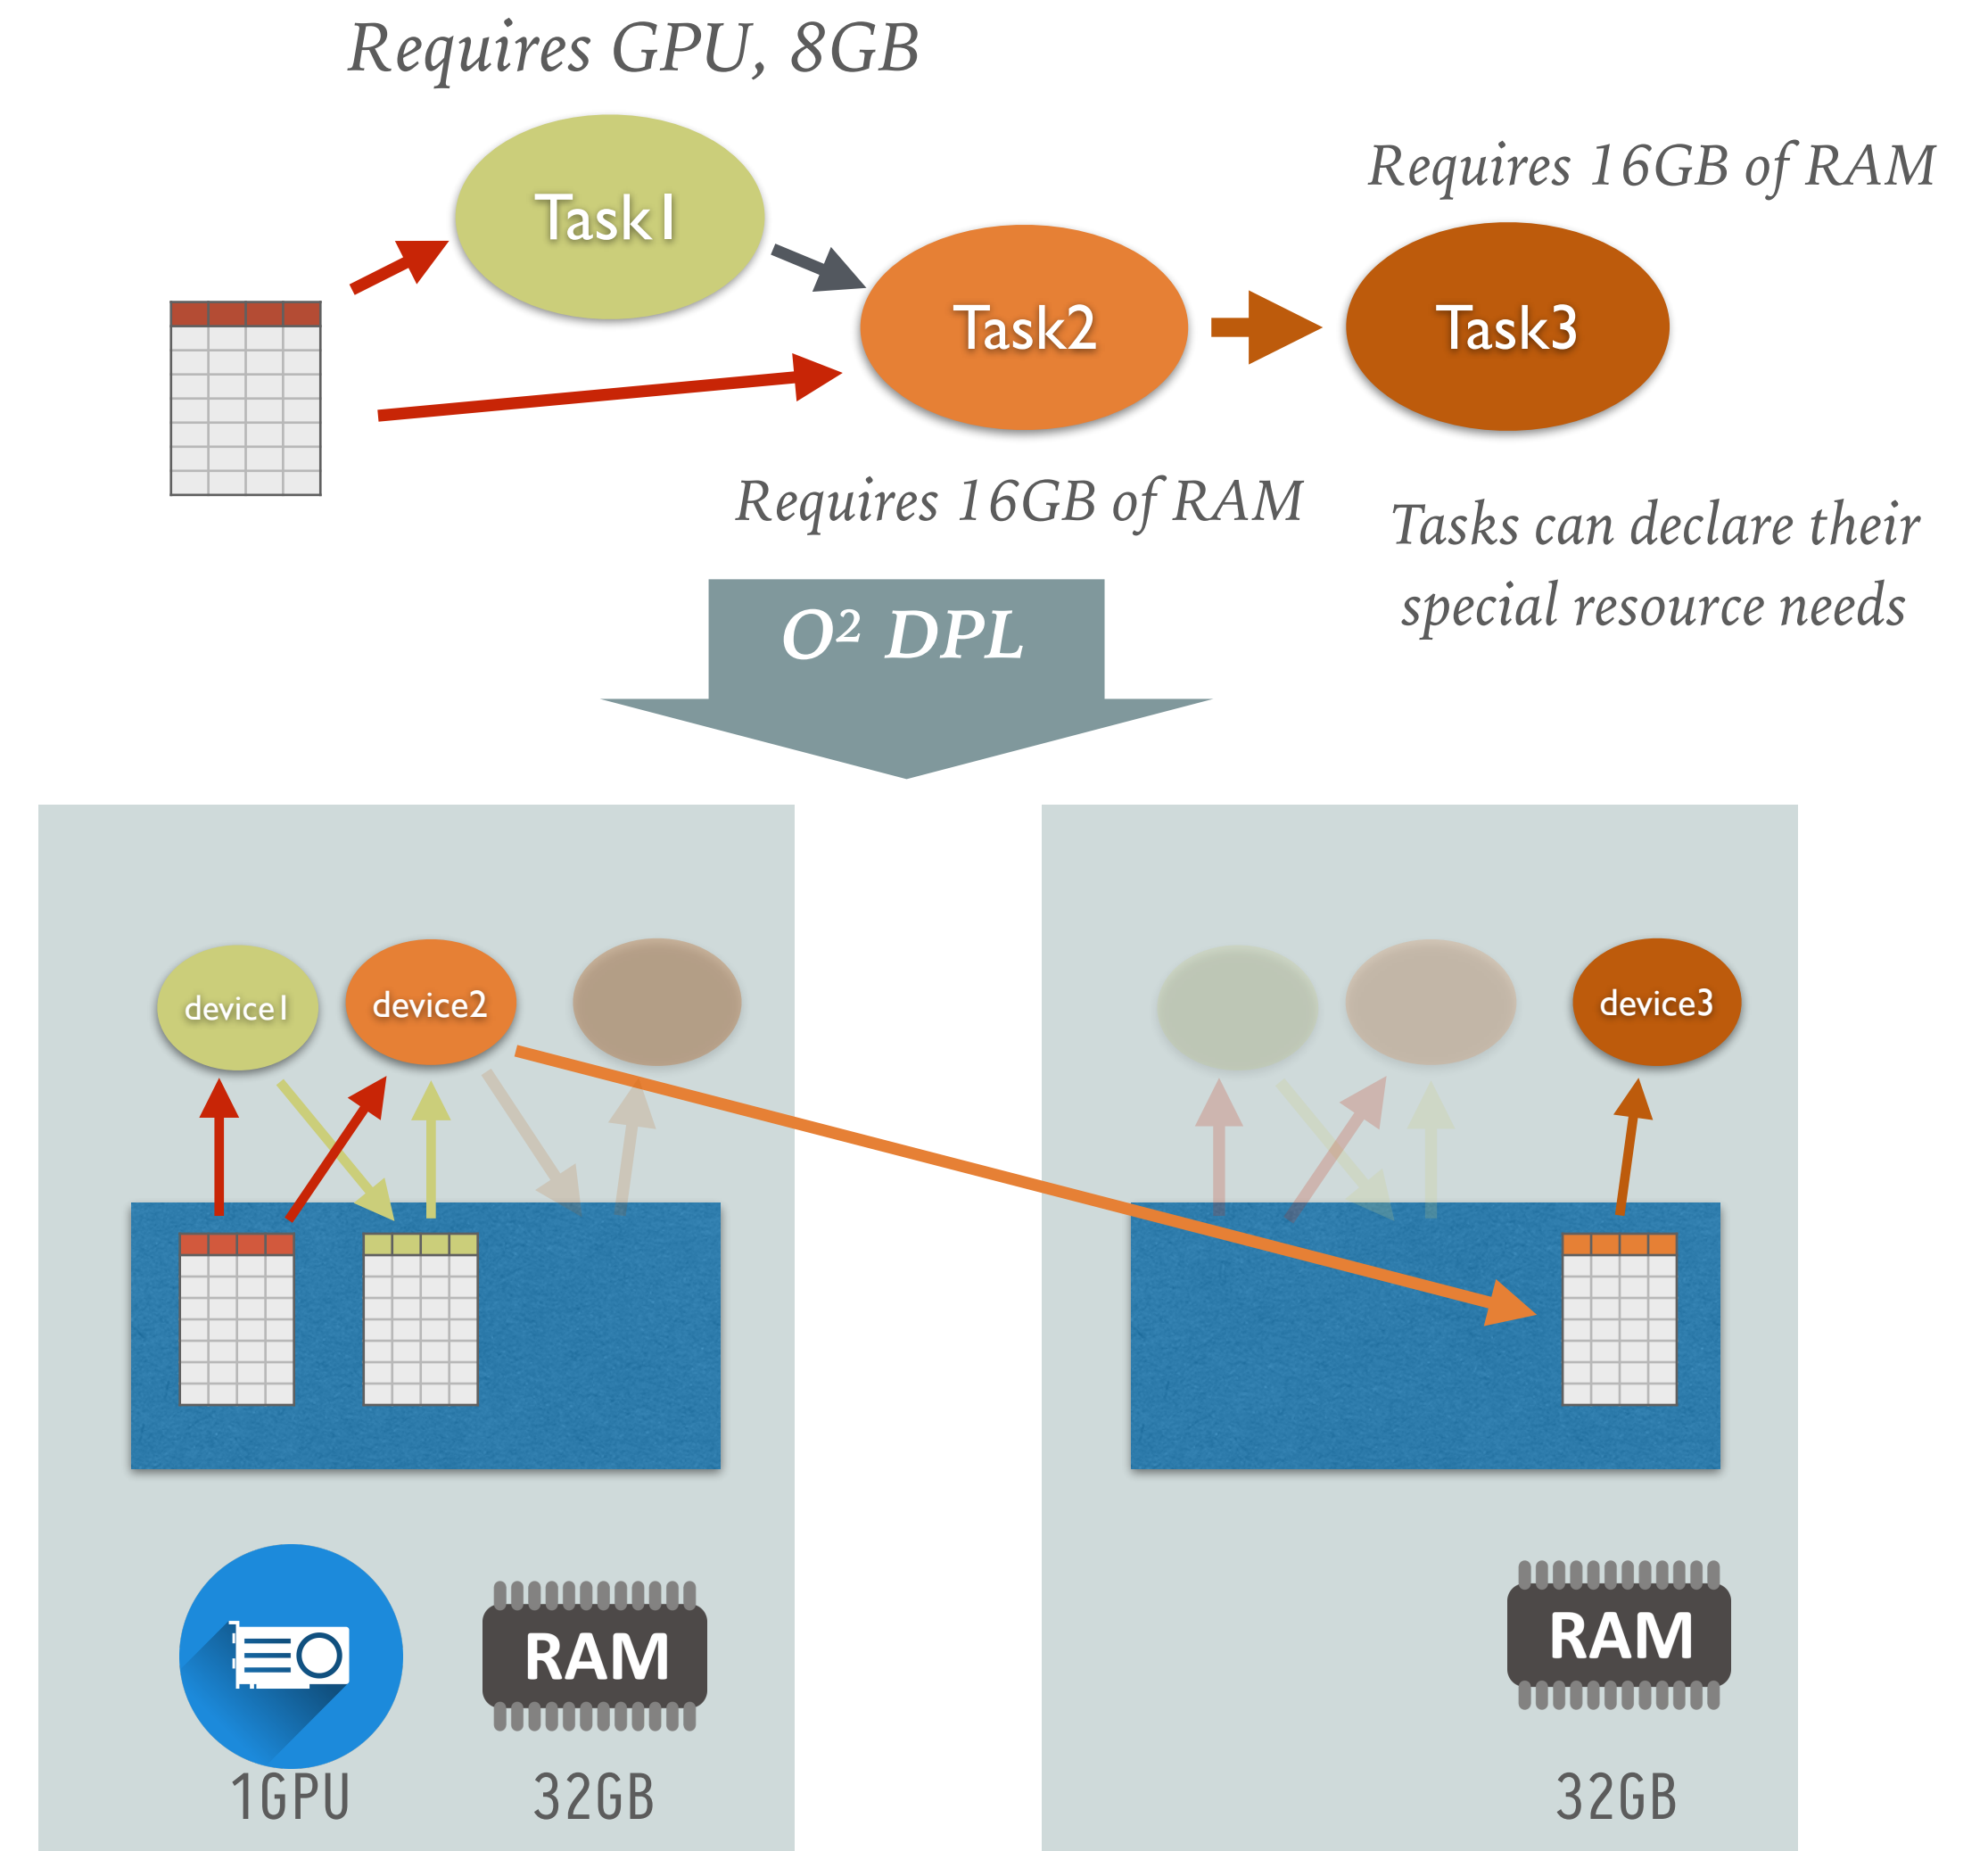 Requires GPU, 8GB
Task1
Requires 16GB of RAM
Task2
Task3
Requires 16GB of RAM
Tasks can declare their
special resource needs
O² DPL
device1
device2
device3
RAM
RAM
1GPU
32GB
32GB